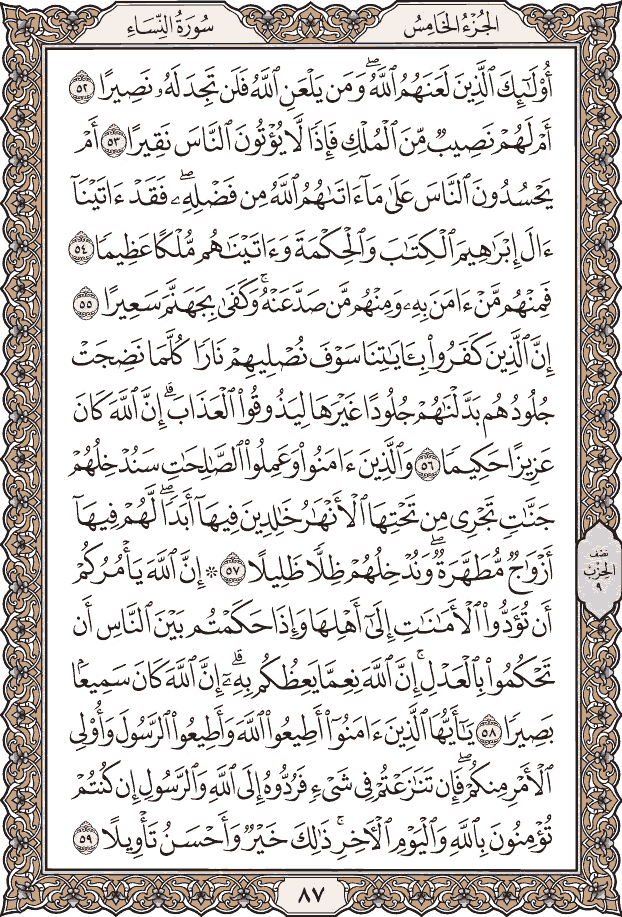 الجُزْءُ الخَامِسُ
سُورَةُ النِّسَاءِ
أُوْلَـٰٓئِكَ ٱلَّذِينَ لَعَنَهُمُ ٱللَّهُۖ وَمَن يَلْعَنِ ٱللَّهُ فَلَن تَجِدَ لَهُۥ نَصِيرًا ٥٢
أَمْ لَهُمْ نَصِيبٌ مِّنَ ٱلْمُلْكِ فَإِذًا لَّا يُؤْتُونَ ٱلنَّاسَ نَقِيرًا ٥٣ أَمْ
يَحْسُدُونَ ٱلنَّاسَ عَلَىٰ مَآ ءَاتَىٰهُمُ ٱللَّهُ مِن فَضْلِهِۦۖ فَقَدْ ءَاتَيْنَآ
ءَالَ إِبْرَٰهِيمَ ٱلْكِتَـٰبَ وَٱلْحِكْمَةَ وَءَاتَيْنَـٰهُم مُّلْكًا عَظِيمًا ٥٤
فَمِنْهُم مَّنْ ءَامَنَ بِهِۦ وَمِنْهُم مَّن صَدَّ عَنْهُۚ وَكَفَىٰ بِجَهَنَّمَ سَعِيرًا ٥٥
إِنَّ ٱلَّذِينَ كَفَرُواْ بِـَٔايَـٰتِنَا سَوْفَ نُصْلِيهِمْ نَارًا كُلَّمَا نَضِجَتْ
جُلُودُهُم بَدَّلْنَـٰهُمْ جُلُودًا غَيْرَهَا لِيَذُوقُواْ ٱلْعَذَابَۗ إِنَّ ٱللَّهَ كَانَ
عَزِيزًا حَكِيمًا ٥٦ وَٱلَّذِينَ ءَامَنُواْ وَعَمِلُواْ ٱلصَّـٰلِحَـٰتِ سَنُدْخِلُهُمْ
جَنَّـٰتٍ تَجْرِى مِن تَحْتِهَا ٱلْأَنْهَـٰرُ خَـٰلِدِينَ فِيهَآ أَبَدًاۖ لَّهُمْ فِيهَآ
أَزْوَٰجٌ مُّطَهَّرَةٌۖ وَنُدْخِلُهُمْ ظِلًّا ظَلِيلًا ٥٧ ۞ إِنَّ ٱللَّهَ يَأْمُرُكُمْ
نصف
الحزب
٩
أَن تُؤَدُّواْ ٱلْأَمَـٰنَـٰتِ إِلَىٰٓ أَهْلِهَا وَإِذَا حَكَمْتُم بَيْنَ ٱلنَّاسِ أَن
تَحْكُمُواْ بِٱلْعَدْلِۚ إِنَّ ٱللَّهَ نِعِمَّا يَعِظُكُم بِهِۦٓۗ إِنَّ ٱللَّهَ كَانَ سَمِيعًۢا
بَصِيرًا ٥٨ يَـٰٓأَيُّهَا ٱلَّذِينَ ءَامَنُوٓاْ أَطِيعُواْ ٱللَّهَ وَأَطِيعُواْ ٱلرَّسُولَ وَأُوْلِى
ٱلْأَمْرِ مِنكُمْۖ فَإِن تَنَـٰزَعْتُمْ فِى شَىْءٍ فَرُدُّوهُ إِلَى ٱللَّهِ وَٱلرَّسُولِ إِن كُنتُمْ
تُؤْمِنُونَ بِٱللَّهِ وَٱلْيَوْمِ ٱلْـَٔاخِرِۚ ذَٰلِكَ خَيْرٌ وَأَحْسَنُ تَأْوِيلًا ٥٩
٨٧